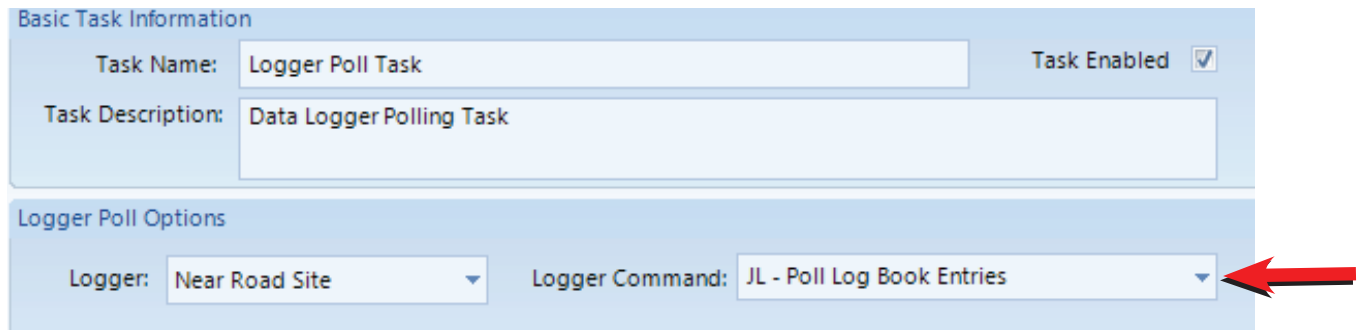 Basic Task Information
Task Name: Logger Poll Task Task Enabled
Task Description: Data Logger Polling Task
Logger Poll Options
Logger: Near Road Site Logger Command: JL - Poll Log Book Entries